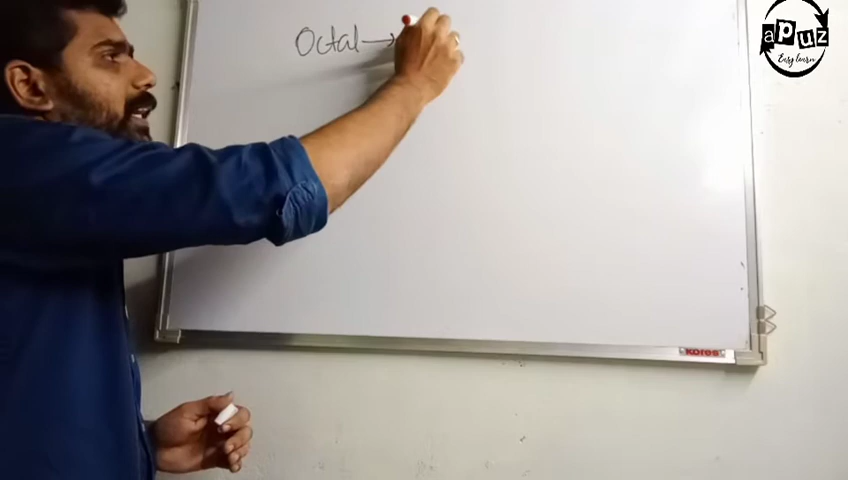 Octal →
apuz
Easy learn
kores